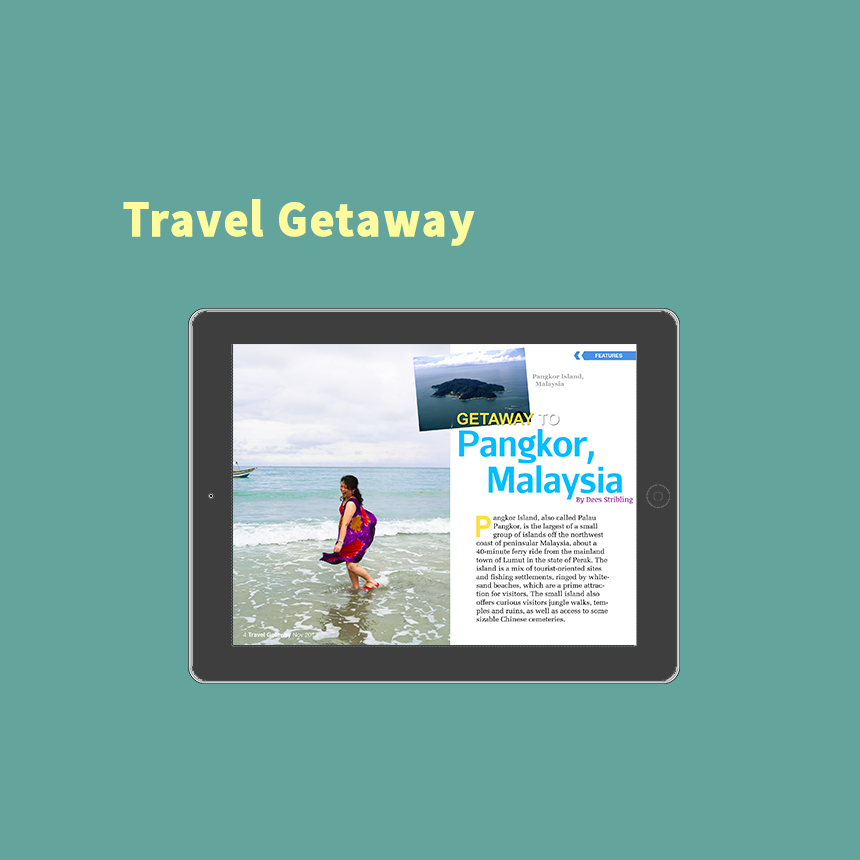 Travel Getaway
FEATURES
Pangkor Island,
Malaysia
GETAWAY TO
Pangkor,
Malaysia
By Dees Stribling
Pangkor Island, also called Palau
Pangkor, is the largest of a small
group of islands off the northwest
coast of peninsular Malaysia, about a
40-minute ferry ride from the mainland
town of Lumut in the state of Perak. The
island is a mix of tourist-oriented sites
and fishing settlements, ringed by white-
sand beaches, which are a prime attrac-
tion for visitors. The small island also
offers curious visitors jungle walks, tem-
ples and ruins, as well as access to some
sizable Chinese cemeteries.
4 Travel Getaway Nov